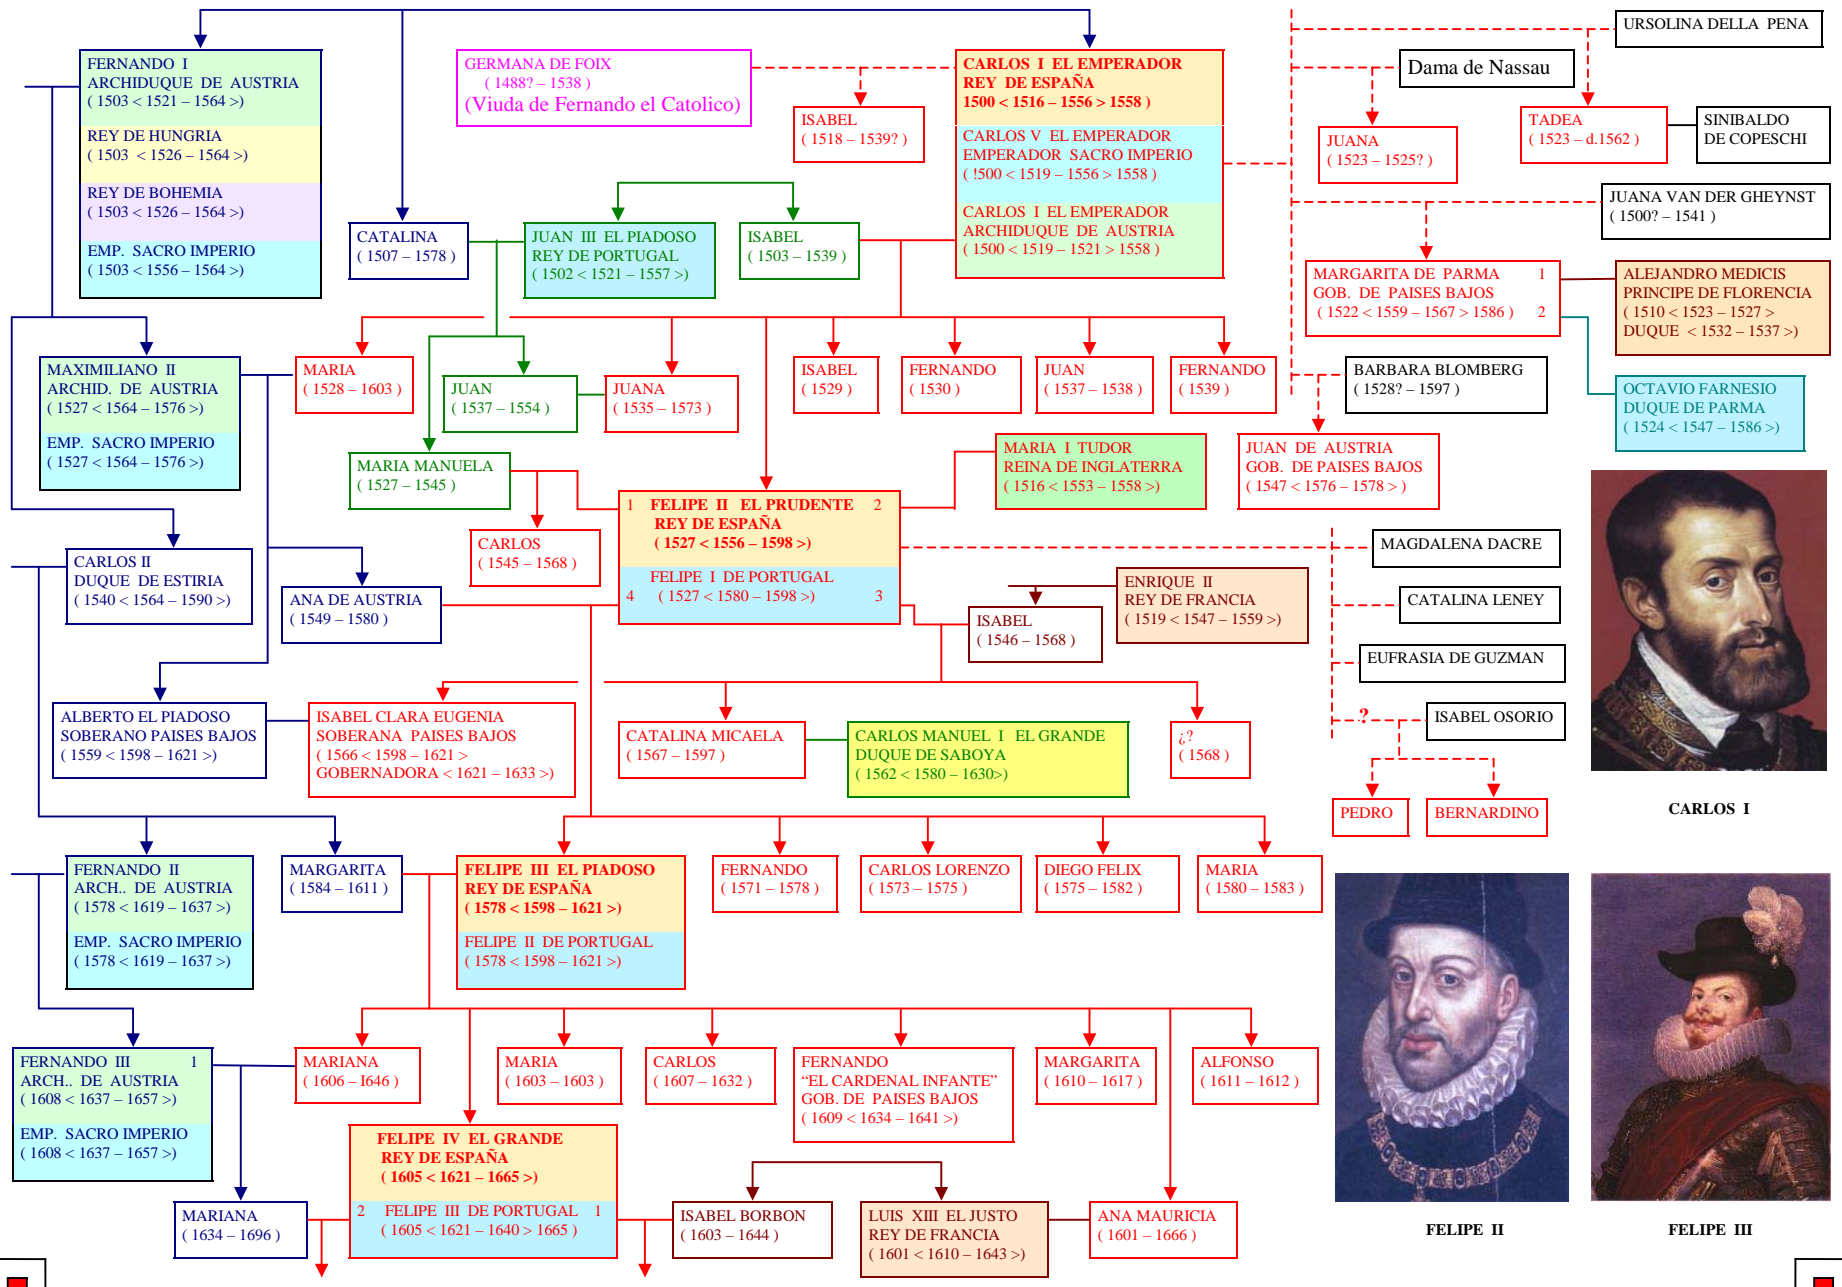 FERNANDO I
ARCHIDUQUE DE AUSTRIA
( 1503 < 1521 – 1564 >)
REY DE HUNGRIA
( 1503 < 1526 – 1564 >)
REY DE BOHEMIA
( 1503 < 1526 – 1564 >)
EMP. SACRO IMPERIO
( 1503 < 1556 – 1564 >)
GERMANA DE FOIX
( 1488? – 1538 )
(Viuda de Fernando el Catolico)
ISABEL
( 1518 – 1539? )
CARLOS I EL EMPERADOR
REY DE ESPAÑA
1500 < 1516 – 1556 > 1558 )
CARLOS V EL EMPERADOR
EMPERADOR SACRO IMPERIO
( !500 < 1519 – 1556 > 1558 )
CARLOS I EL EMPERADOR
ARCHIDUQUE DE AUSTRIA
( 1500 < 1519 – 1521 > 1558 )
URSOLINA DELLA PENA
Dama de Nassau
JUANA
( 1523 – 1525? )
TADEA
( 1523 – d.1562 )
SINIBALDO
DE COPESCHI
JUANA VAN DER GHEYNST
( 1500? – 1541 )
CATALINA
( 1507 – 1578 )
JUAN III EL PIADOSO
REY DE PORTUGAL
( 1502 < 1521 – 1557 >)
ISABEL
( 1503 – 1539 )
MARGARITA DE PARMA 1
GOB. DE PAISES BAJOS
( 1522 < 1559 – 1567 > 1586 ) 2
ALEJANDRO MEDICIS
PRINCIPE DE FLORENCIA
( 1510 < 1523 – 1527 >
DUQUE < 1532 – 1537 >)
MAXIMILIANO II
ARCHID. DE AUSTRIA
( 1527 < 1564 – 1576 >)
EMP. SACRO IMPERIO
( 1527 < 1564 – 1576 >)
MARIA
( 1528 – 1603 )
JUAN
( 1537 – 1554 )
JUANA
( 1535 – 1573 )
ISABEL
( 1529 )
FERNANDO
( 1530 )
JUAN
( 1537 – 1538 )
FERNANDO
( 1539 )
BARBARA BLOMBERG
( 1528? – 1597 )
OCTAVIO FARNESIO
DUQUE DE PARMA
( 1524 < 1547 – 1586 >)
MARIA MANUELA
( 1527 – 1545 )
MARIA I TUDOR
REINA DE INGLATERRA
( 1516 < 1553 – 1558 >)
JUAN DE AUSTRIA
GOB. DE PAISES BAJOS
( 1547 < 1576 – 1578 > )
1 FELIPE II EL PRUDENTE 2
REY DE ESPAÑA
( 1527 < 1556 – 1598 >)
FELIPE I DE PORTUGAL
4 ( 1527 < 1580 – 1598 >) 3
CARLOS
( 1545 – 1568 )
CARLOS II
DUQUE DE ESTIRIA
( 1540 < 1564 – 1590 >)
ANA DE AUSTRIA
( 1549 – 1580 )
ISABEL
( 1546 – 1568 )
ENRIQUE II
REY DE FRANCIA
( 1519 < 1547 – 1559 >)
MAGDALENA DACRE
CATALINA LENEY
EUFRASIA DE GUZMAN
?
ISABEL OSORIO
PEDRO
BERNARDINO
CARLOS I
ALBERTO EL PIADOSO
SOBERANO PAISES BAJOS
( 1559 < 1598 – 1621 >)
ISABEL CLARA EUGENIA
SOBERANA PAISES BAJOS
( 1566 < 1598 – 1621 >
GOBERNADORA < 1621 – 1633 >)
CATALINA MICAELA
( 1567 – 1597 )
CARLOS MANUEL I EL GRANDE
DUQUE DE SABOYA
( 1562 < 1580 – 1630>)
¿?
( 1568 )
FERNANDO II
ARCH.. DE AUSTRIA
( 1578 < 1619 – 1637 >)
EMP. SACRO IMPERIO
( 1578 < 1619 – 1637 >)
MARGARITA
( 1584 – 1611 )
FELIPE III EL PIADOSO
REY DE ESPAÑA
( 1578 < 1598 – 1621 >)
FELIPE II DE PORTUGAL
( 1578 < 1598 – 1621 >)
FERNANDO
( 1571 – 1578 )
CARLOS LORENZO
( 1573 – 1575 )
DIEGO FELIX
( 1575 – 1582 )
MARIA
( 1580 – 1583 )
FERNANDO III 1
ARCH.. DE AUSTRIA
( 1608 < 1637 – 1657 >)
EMP. SACRO IMPERIO
( 1608 < 1637 – 1657 >)
MARIANA
( 1606 – I646 )
MARIA
( 1603 – 1603 )
CARLOS
( 1607 – 1632 )
FERNANDO
“EL CARDENAL INFANTE”
GOB. DE PAISES BAJOS
( 1609 < 1634 – 1641 >)
MARGARITA
( 1610 – 1617 )
ALFONSO
( 1611 – 1612 )
FELIPE IV EL GRANDE
REY DE ESPAÑA
( 1605 < 1621 – 1665 >)
2 FELIPE III DE PORTUGAL 1
( 1605 < 1621 – 1640 > 1665 )
MARIANA
( 1634 – 1696 )
ISABEL BORBON
( 1603 – 1644 )
LUIS XIII EL JUSTO
REY DE FRANCIA
( 1601 < 1610 – 1643 >)
ANA MAURICIA
( 1601 – 1666 )
FELIPE II
FELIPE III